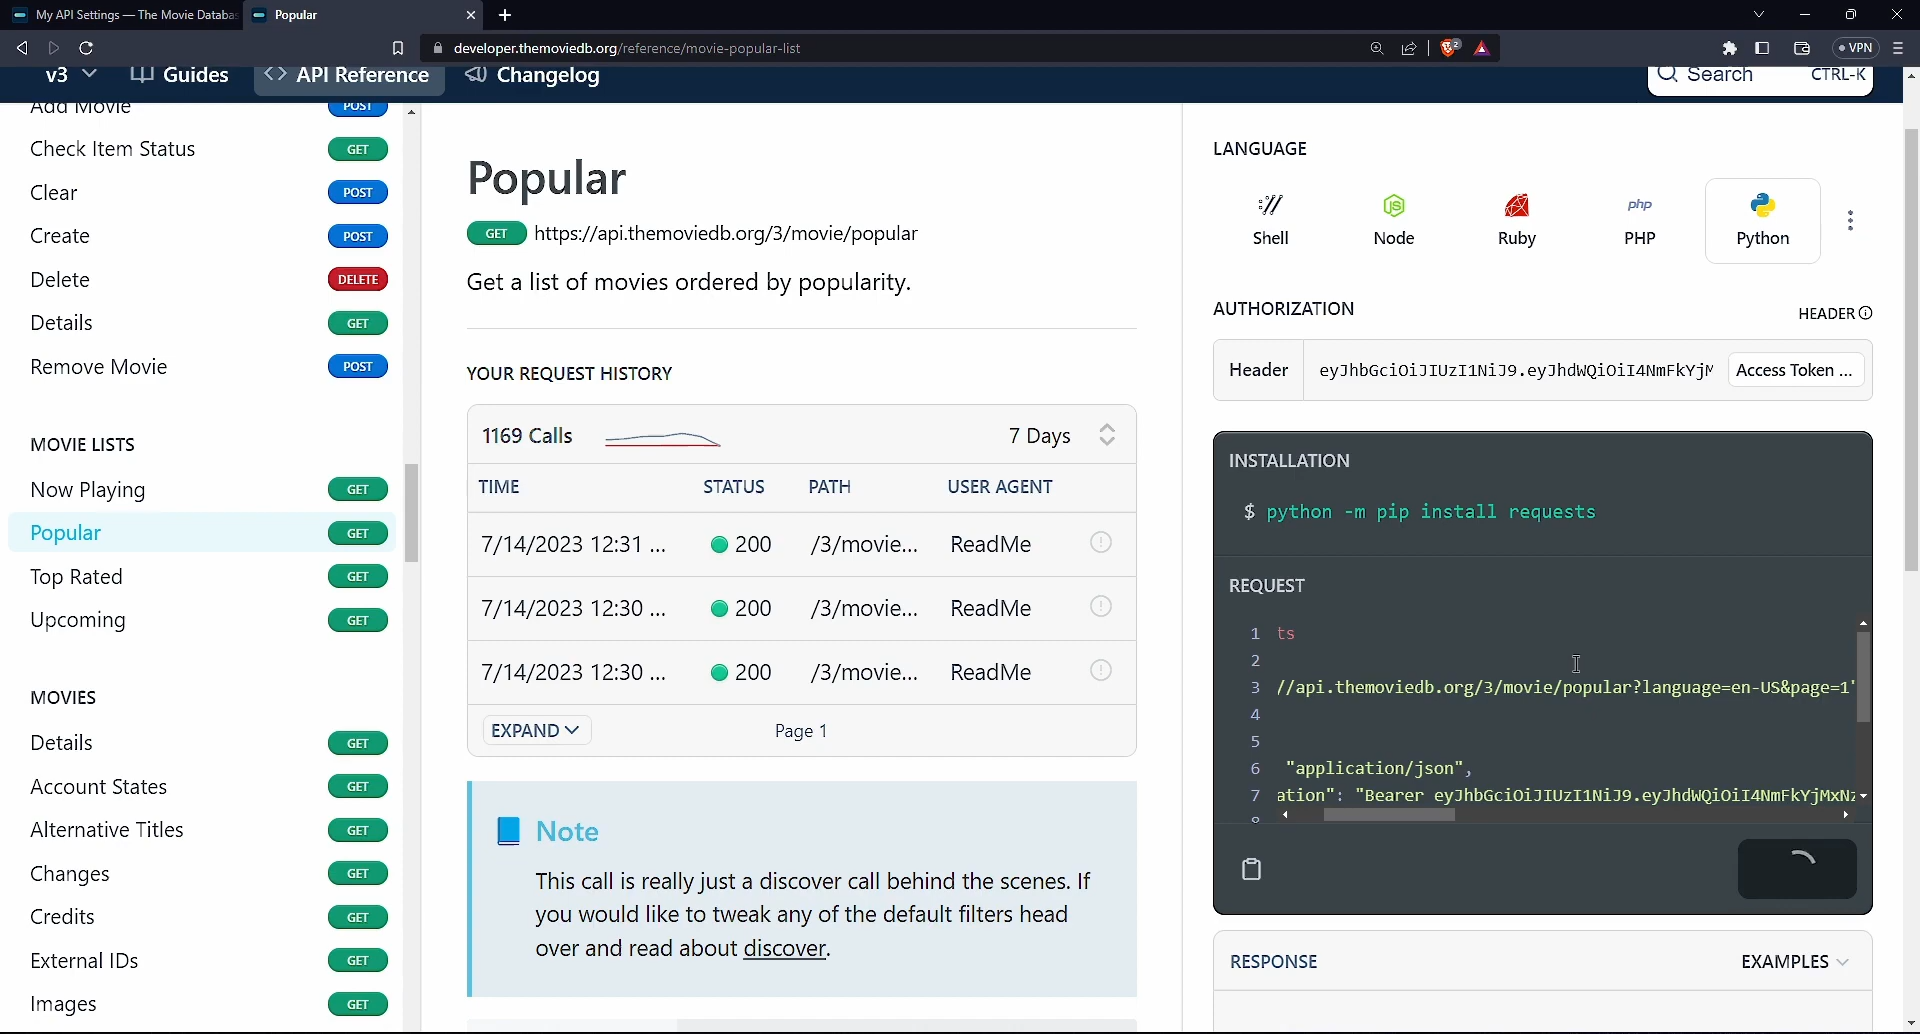 My API Settings — The Movie Databas
Popular
developer.themoviedb.org/reference/movie-popular-list
2
VPN
v3
Guides
<> API Reference
Changelog
Search
CTRL-K
Add Movie POST
Check Item Status GET
Clear POST
Create POST
Delete DELETE
Details GET
Remove Movie POST
MOVIE LISTS
Now Playing GET
Popular GET
Top Rated GET
Upcoming GET
MOVIES
Details GET
Account States GET
Alternative Titles GET
Changes GET
Credits GET
External IDs GET
Images GET
Popular
GET https://api.themoviedb.org/3/movie/popular
Get a list of movies ordered by popularity.
YOUR REQUEST HISTORY
1169 Calls 7 Days
TIME STATUS PATH USER AGENT
7/14/2023 12:31 ... 200 /3/movie... ReadMe
7/14/2023 12:30 ... 200 /3/movie... ReadMe
7/14/2023 12:30 ... 200 /3/movie... ReadMe
EXPAND Page 1
Note
This call is really just a discover call behind the scenes. If
you would like to tweak any of the default filters head
over and read about discover.
LANGUAGE
php
Shell Node Ruby PHP Python
AUTHORIZATION HEADER
Header eyJhbGciOiJIUzI1NiJ9.eyJhdWQiOiI4NmFkYjM Access Token ...
INSTALLATION
$ python -m pip install requests
REQUEST
1 ts
2
3 //api.themoviedb.org/3/movie/popular?language=en-US&page=1"
4
5
6 "application/json",
7 ation": "Bearer eyJhbGciOiJIUzI1NiJ9.eyJhdWQiOiI4NmFkYjMxNz
8
RESPONSE EXAMPLES